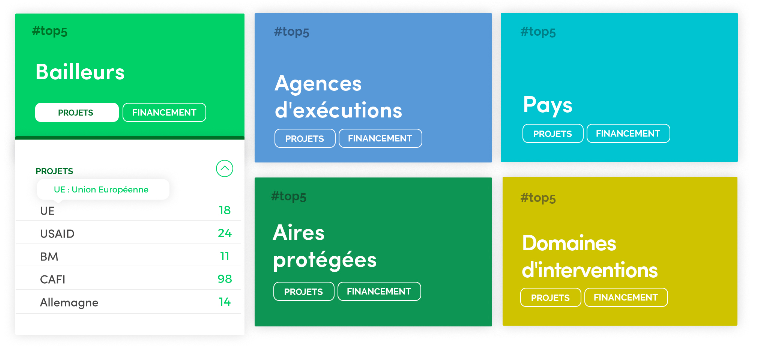 #top5
Bailleurs
PROJETS
FINANCEMENT
PROJETS
UE : Union Européenne
UE 18
USAID 24
BM 11
CAFI 98
Allemagne 14
#top5
Agences
d'exécutions
PROJETS
FINANCEMENT
#top5
Pays
PROJETS
FINANCEMENT
#top5
Aires
protégées
PROJETS
FINANCEMENT
#top5
Domaines
d'interventions
PROJETS
FINANCEMENT